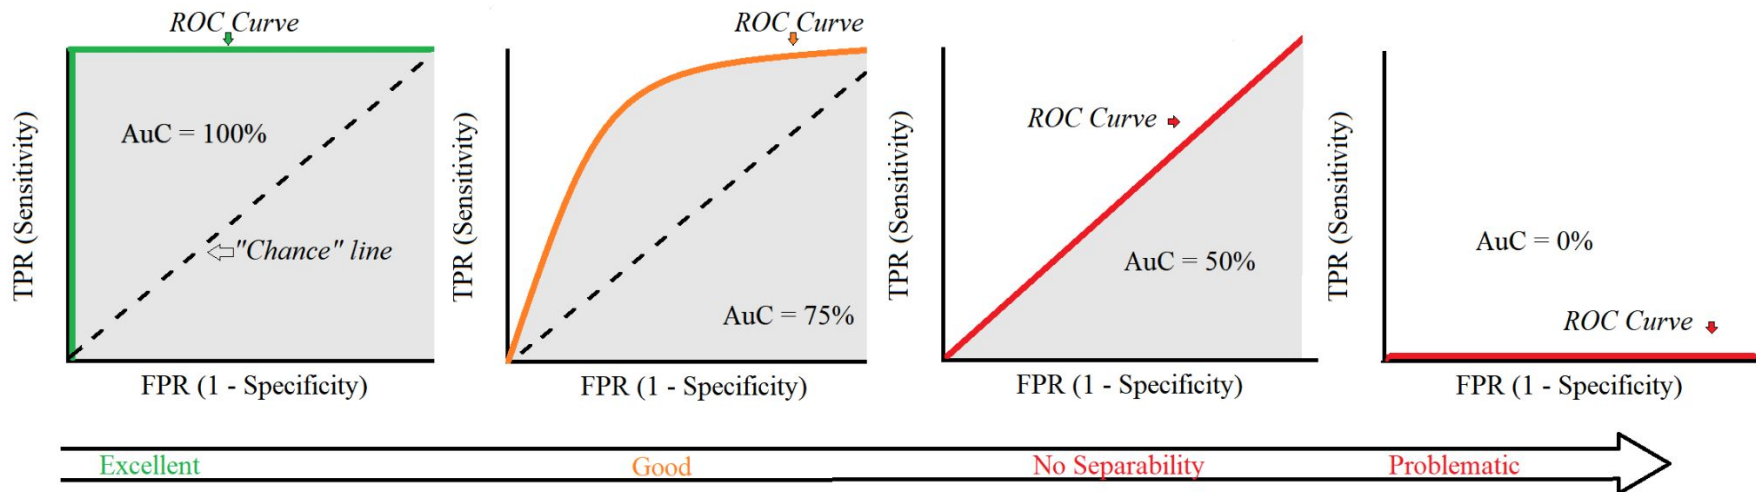 ROC Curve
TPR (Sensitivity)
AuC = 100%
"Chance" line
FPR (1 - Specificity)
ROC Curve
TPR (Sensitivity)
AuC = 75%
FPR (1 - Specificity)
ROC Curve
TPR (Sensitivity)
AuC = 50%
FPR (1 - Specificity)
TPR (Sensitivity)
AuC = 0%
ROC Curve
FPR (1 - Specificity)
Excellent
Good
No Separability
Problematic